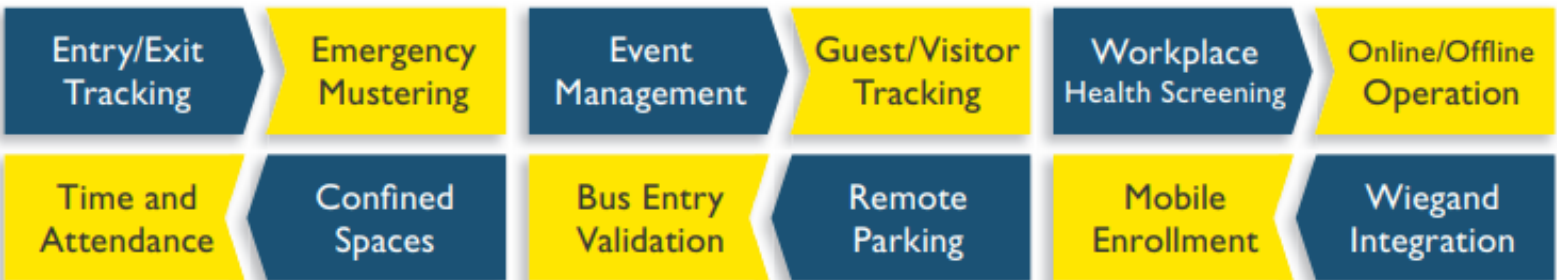 Entry/Exit
Tracking
Emergency
Mustering
Event
Management
Guest/Visitor
Tracking
Workplace
Health Screening
Online/Offline
Operation
Time and
Attendance
Confined
Spaces
Bus Entry
Validation
Remote
Parking
Mobile
Enrollment
Wiegand
Integration